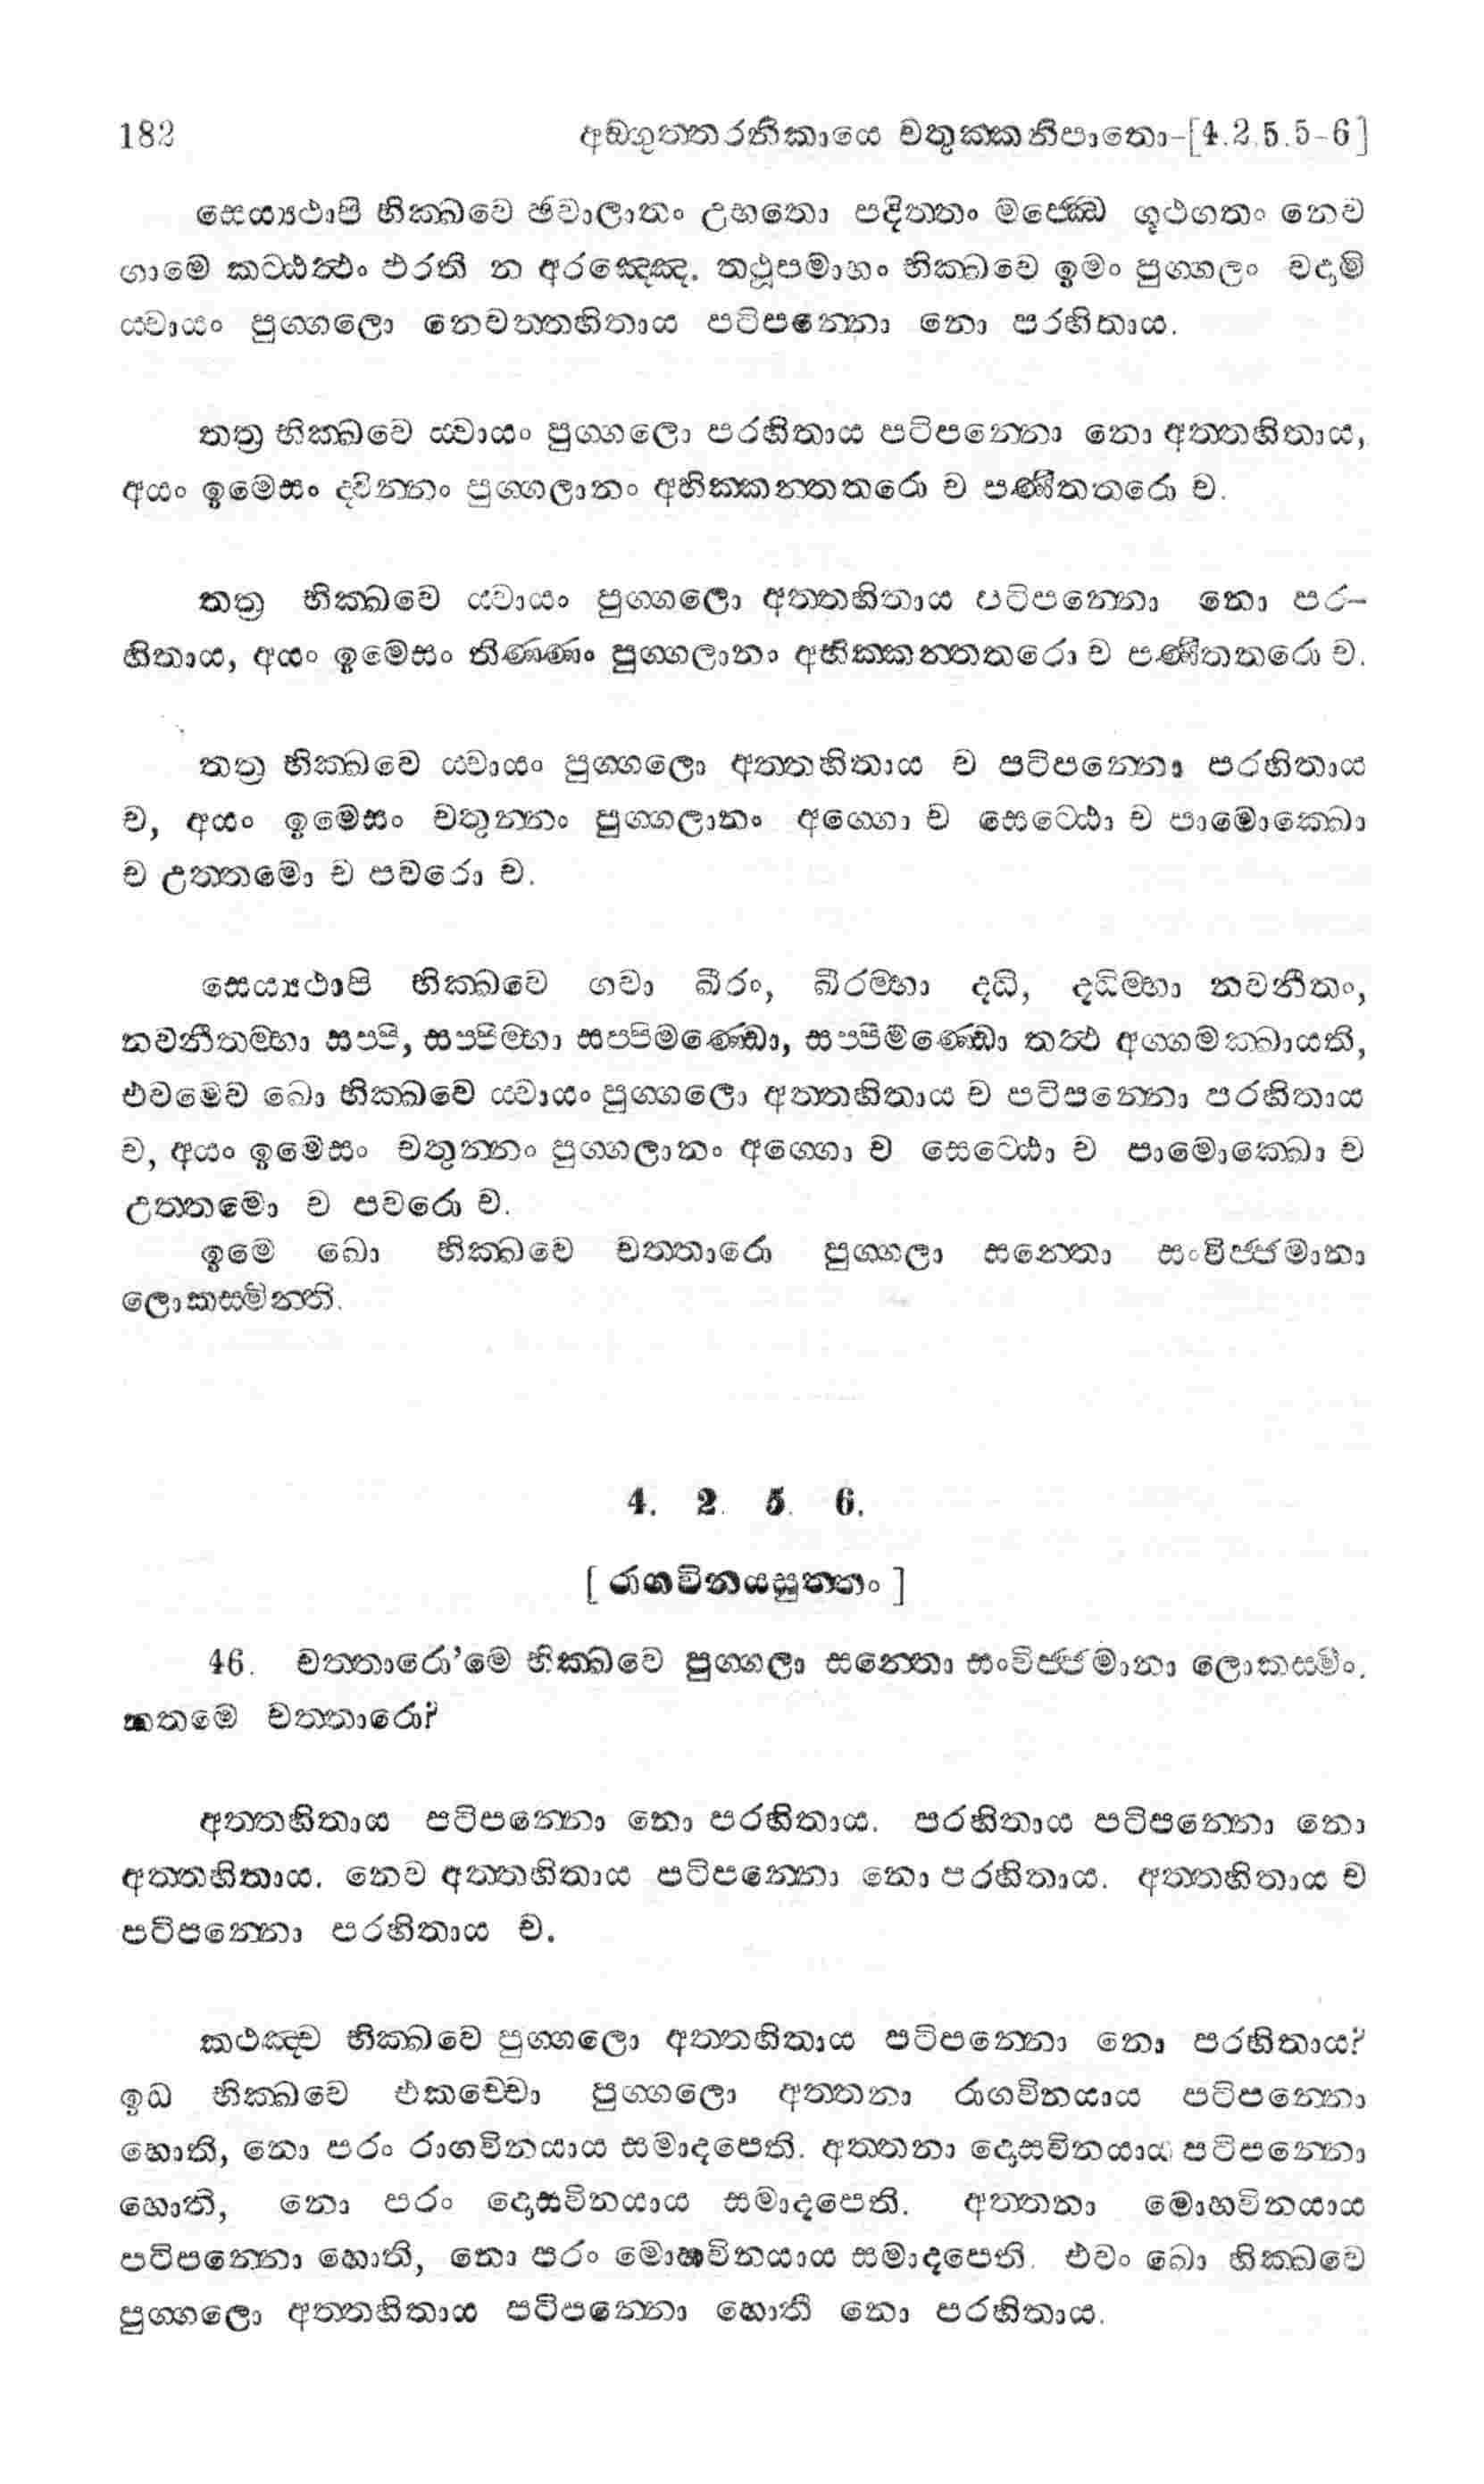 182 අඞ්ගුත්තරනිකායෙ චතුක්කනිපාතො-[4.2.5.5-6]
සෙය්‍යථාපි භික්ඛවෙ ඡවාලාතං උභතො පදිත්තං මජ්ඣෙ ගූථගතං නෙව
ගාමෙ කට්ඨත්ථං ඵරති න අරඤ්ඤෙ. තථූපමාහං භික්ඛවෙ ඉමං පුග්ගලං වදාමි
ය්වායං පුග්ගලො නෙවත්තහිතාය පටිපන්නො නො පරහිතාය.
තත්‍ර භික්ඛවෙ ය්වායං පුග්ගලො පරහිතාය පටිපන්නො නො අත්තහිතාය,
අයං ඉමෙසං ද්වින්නං පුග්ගලානං අභික්කන්තතරො ච පණීතතරො ච.
තත්‍ර භික්ඛවෙ ය්වායං පුග්ගලො අත්තහිතාය පටිපන්නො නො පර-
හිතාය, අයං ඉමෙසං තිණ්ණං පුග්ගලානං අභික්කන්තතරො ච පණීතතරො ච.
තත්‍ර භික්ඛවෙ ය්වායං පුග්ගලො අත්තහිතාය ච පටිපන්නො පරහිතාය
ච, අයං ඉමෙසං චතුන්නං පුග්ගලානං අග්ගො ච සෙට්ඨො ච පාමොක්ඛො
ච උත්තමො ච පවරො ච.
සෙය්‍යථාපි භික්ඛවෙ ගවා ඛීරං, ඛීරම්හා දධි, දධිම්හා නවනීතං,
නවනීතම්හා සප්පි, සප්පිම්හා සප්පිමණ්ඩො, සප්පිමණ්ඩො තත්ථ අග්ගමක්ඛායති,
එවමෙව ඛො භික්ඛවෙ ය්වායං පුග්ගලො අත්තහිතාය ච පටිපන්නො පරහිතාය
ච, අයං ඉමෙසං චතුන්නං පුග්ගලානං අග්ගො ච සෙට්ඨො ච පාමොක්ඛො ච
උත්තමො ච පවරො ච.
ඉමෙ ඛො භික්ඛවෙ චත්තාරො පුග්ගලා සන්තො සංවිජ්ජමානා
ලොකස්මින්ති.
4. 2. 5. 6.
[ රාගවිනයසුත්තං ]
46. චත්තාරො'මෙ භික්ඛවෙ පුග්ගලා සන්තො සංවිජ්ජමානා ලොකස්මිං.
කතමෙ චත්තාරො?
අත්තහිතාය පටිපන්නො නො පරහිතාය. පරහිතාය පටිපන්නො නො
අත්තහිතාය. නෙව අත්තහිතාය පටිපන්නො නො පරහිතාය. අත්තහිතාය ච
පටිපන්නො පරහිතාය ච.
කථඤ්ච භික්ඛවෙ පුග්ගලො අත්තහිතාය පටිපන්නො නො පරහිතාය?
ඉධ භික්ඛවෙ එකච්චො පුග්ගලො අත්තනා රාගවිනයාය පටිපන්නො
හොති, නො පරං රාගවිනයාය සමාදපෙති. අත්තනා දොසවිනයාය පටිපන්නො
හොති, නො පරං දොසවිනයාය සමාදපෙති. අත්තනා මොහවිනයාය
පටිපන්නො හොති, නො පරං මොහවිනයාය සමාදපෙති. එවං ඛො භික්ඛවෙ
පුග්ගලො අත්තහිතාය පටිපන්නො හොති නො පරහිතාය.